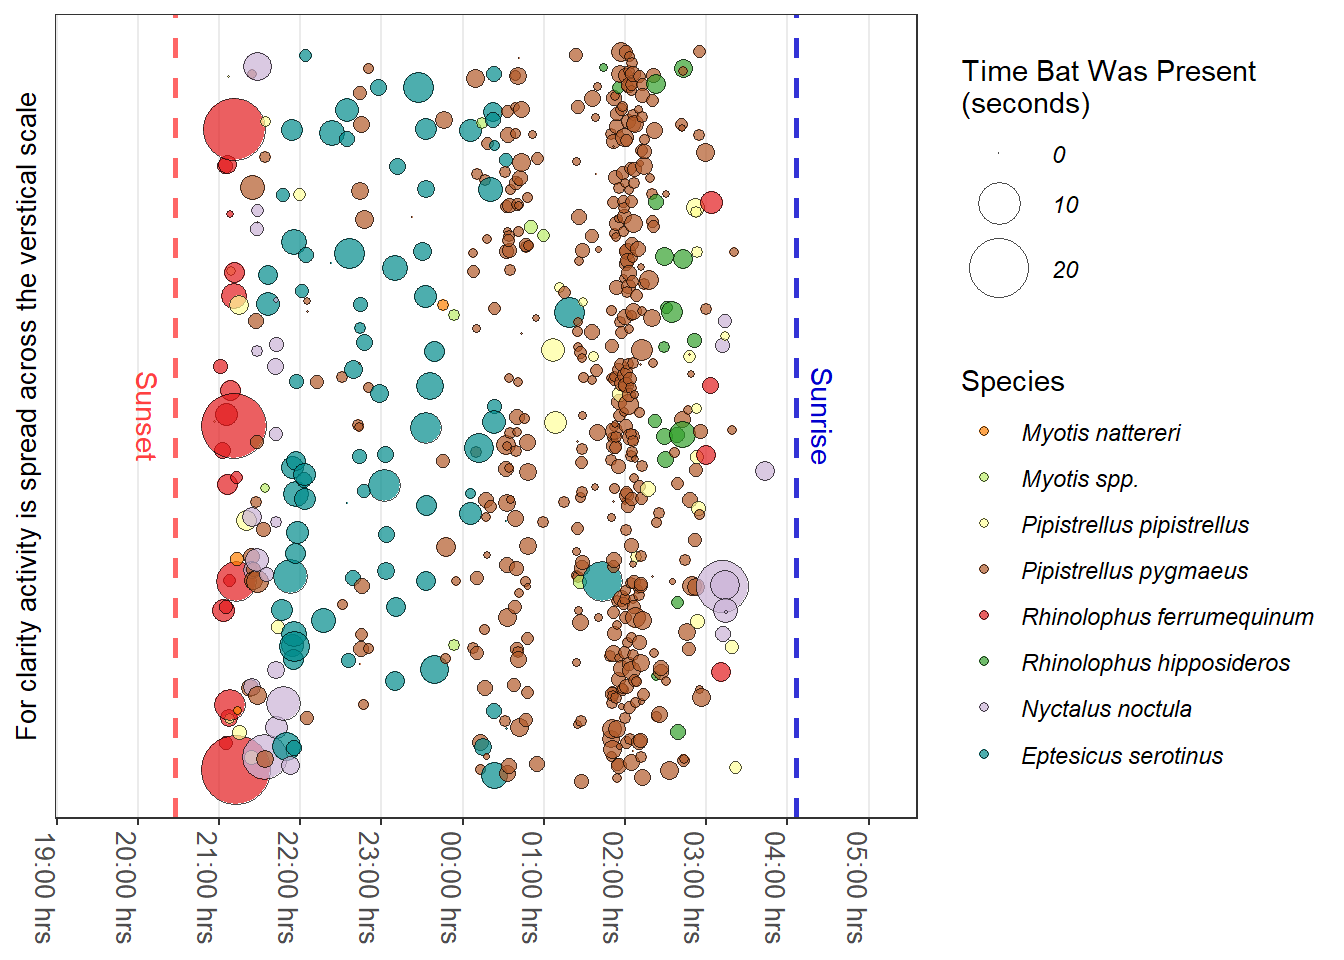 For clarity activity is spread across the verstical scale
Sunset
Sunrise
19:00 hrs
20:00 hrs
21:00 hrs
22:00 hrs
23:00 hrs
00:00 hrs
01:00 hrs
02:00 hrs
03:00 hrs
04:00 hrs
05:00 hrs
Time Bat Was Present
(seconds)
0
10
20
Species
Myotis nattereri
Myotis spp.
Pipistrellus pipistrellus
Pipistrellus pygmaeus
Rhinolophus ferrumequinum
Rhinolophus hipposideros
Nyctalus noctula
Eptesicus serotinus